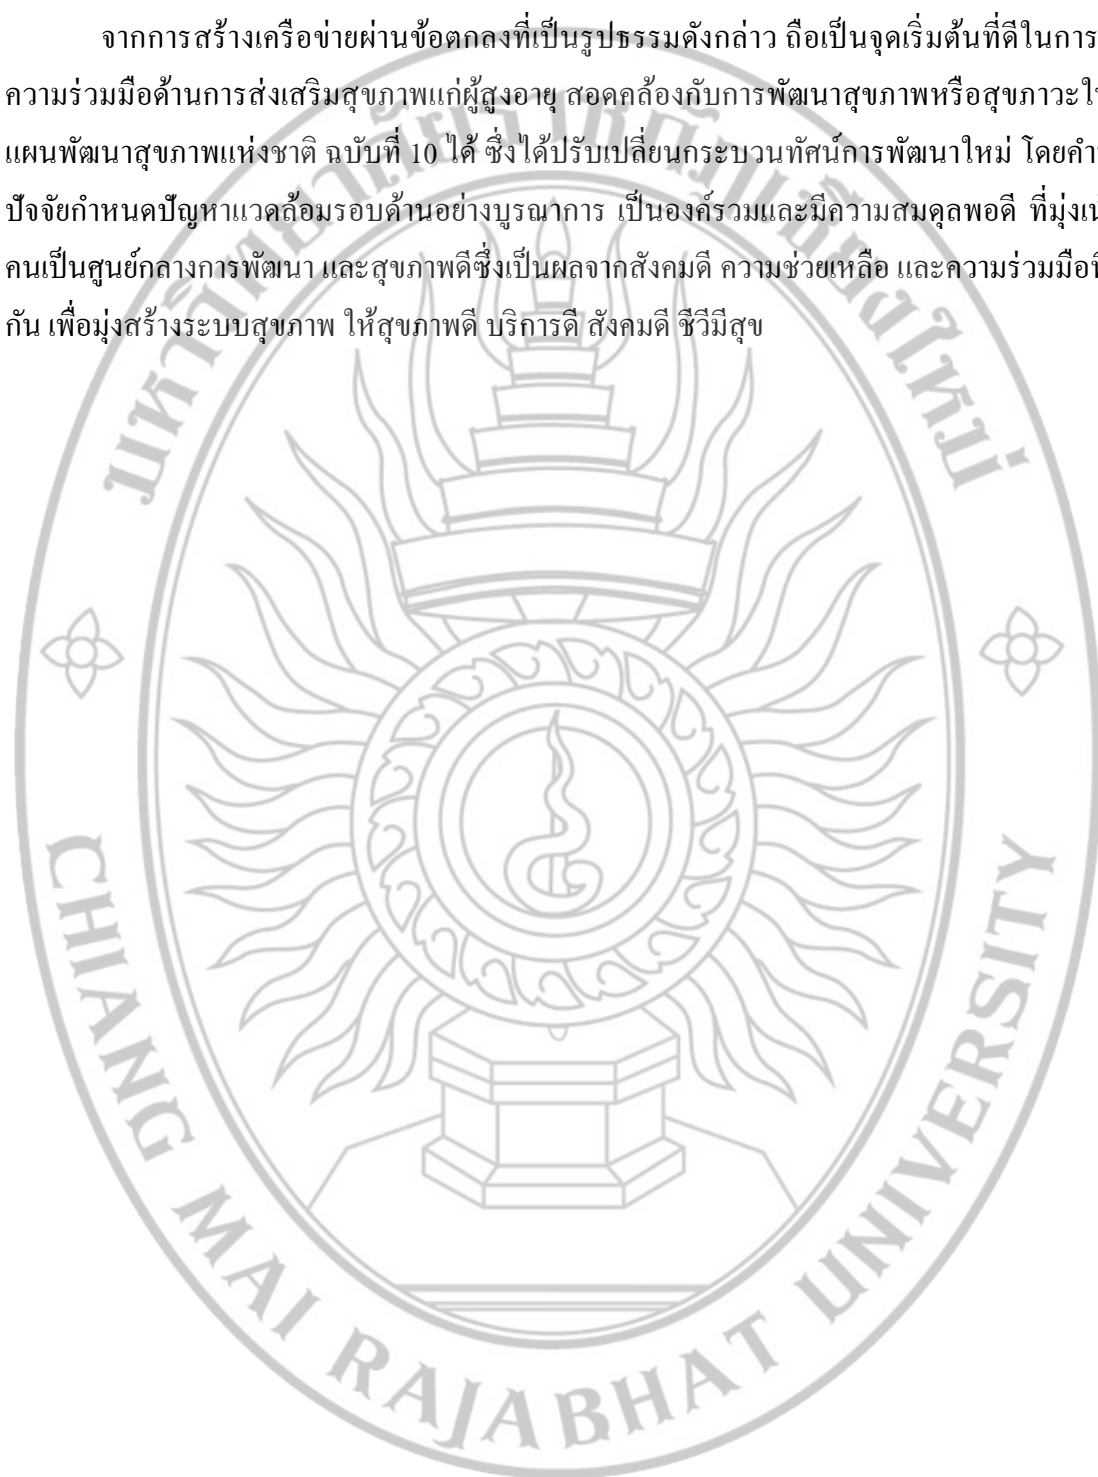 จากการสร้างเครือข่ายผ่านข้อตกลงที่เป็นรูปธรรมดังกล่าว ถือเป็นจุดเริ่มต้นที่ดีในการ
ความร่วมมือด้านการส่งเสริมสุขภาพแก่ผู้สูงอายุ สอดคล้องกับการพัฒนาสุขภาพหรือสุขภาวะ
แผนพัฒนาสุขภาพแห่งชาติ ฉบับที่ 10 ได้ ซึ่งได้ปรับเปลี่ยนกระบวนทัศน์การพัฒนาใหม่ โดย
ปัจจัยกำหนดปัญหาแวดล้อมรอบด้านอย่างบูรณาการ เป็นองค์รวมและมีความสมดุลพอดี
คนเป็นศูนย์กลางการพัฒนา และสุขภาพดีซึ่งเป็นผลจากสังคมดี ความช่วยเหลือ และความร่วมมือ
กัน เพื่อมุ่งสร้างระบบสุขภาพ ให้สุขภาพดี บริการดี สังคมดี ชีวีมีสุข
มหาวิทยาลัยราชภัฏเชียงใหม่
CHIANG MAI RAJABHAT UNIVERSITY